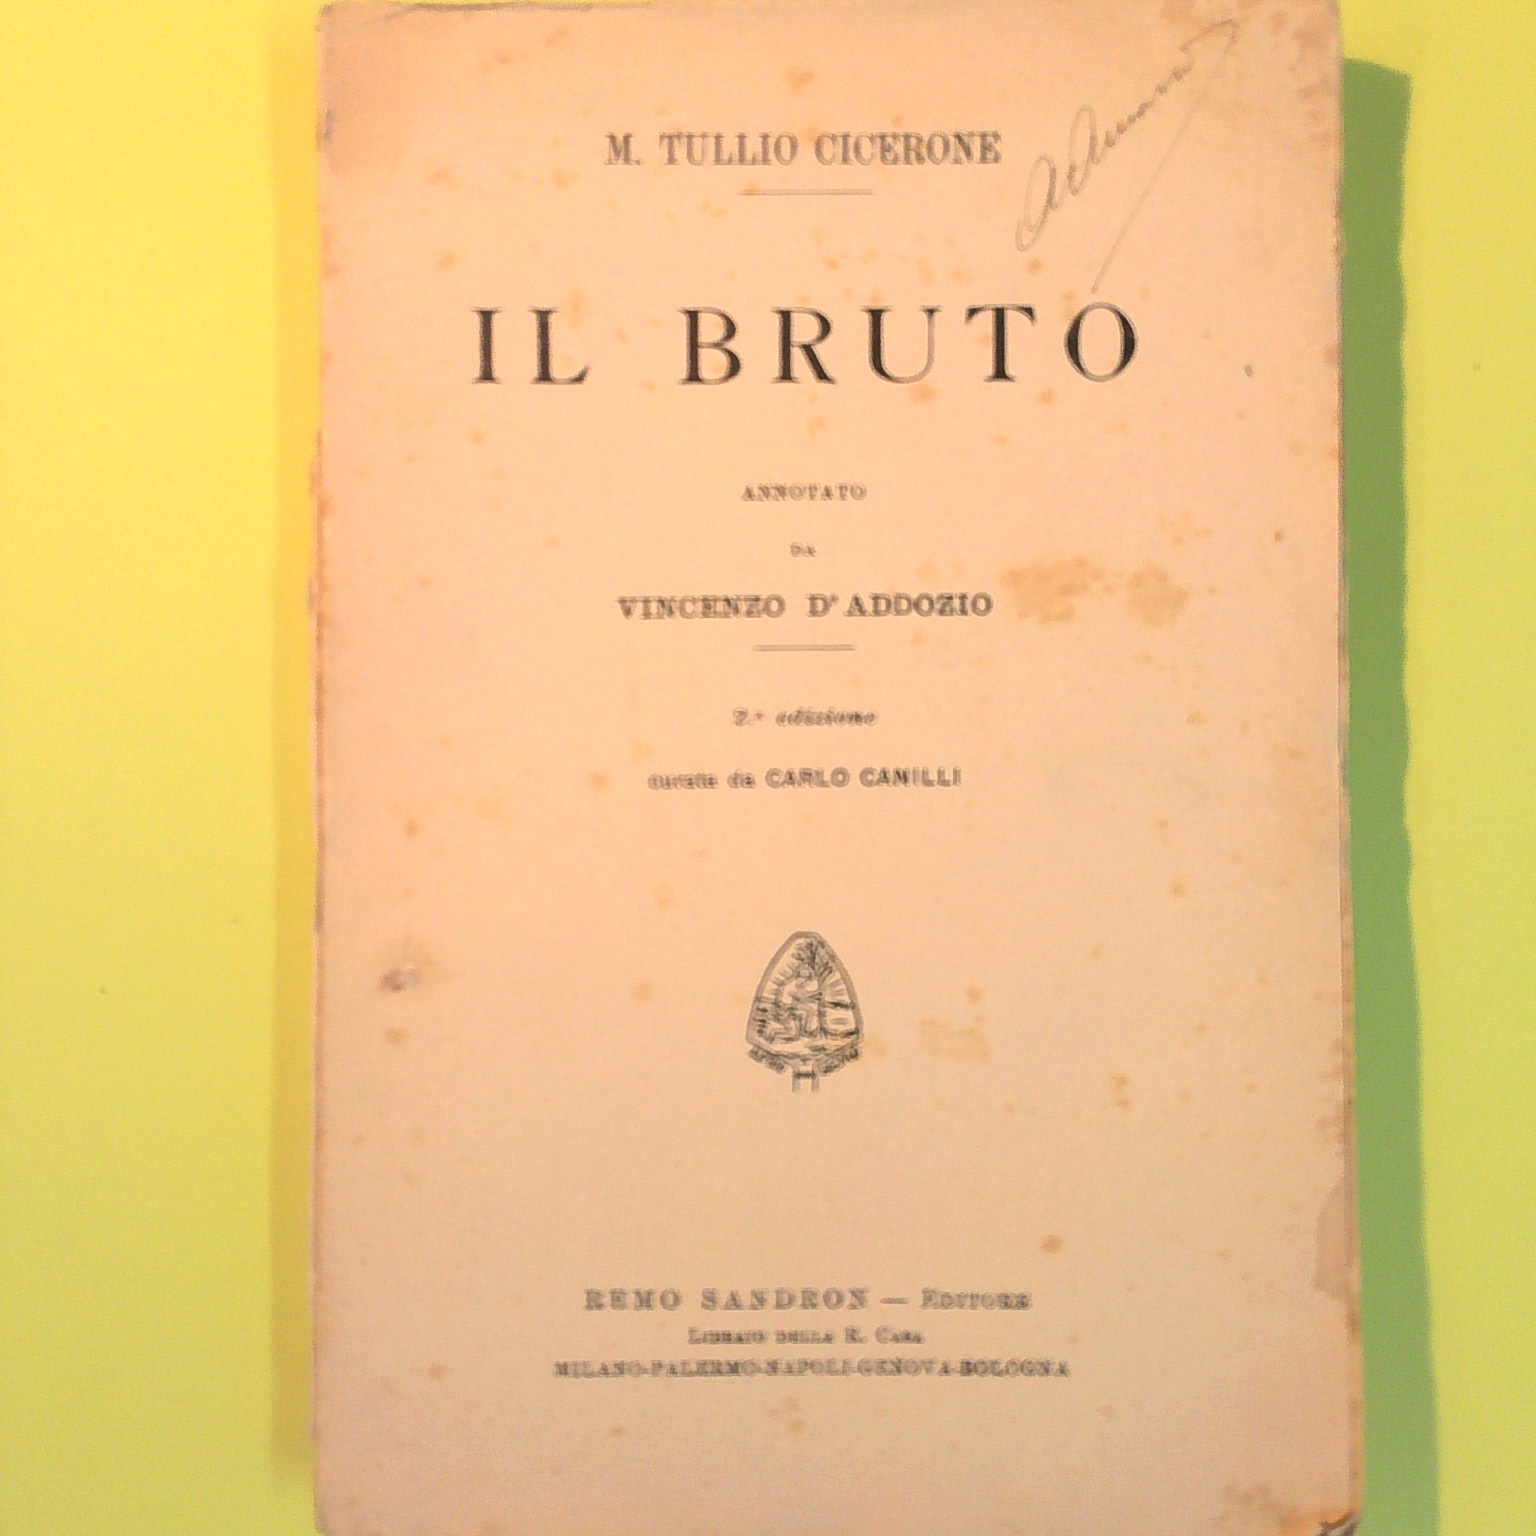 M. TULLIO CICERONE
IL BRUTO
ANNOTATO
DA
VINCENZO D'ADDOZIO
2.ª edizione
curata da CARLO CANILLI
REMO SANDRON — EDITORE
LIBRAIO DELLA R. CASA
MILANO-PALERMO-NAPOLI-GENOVA-BOLOGNA